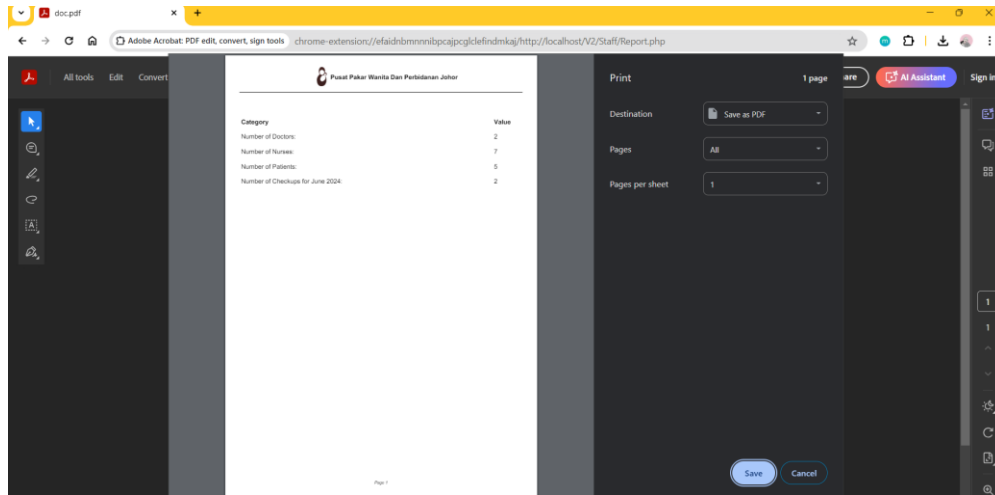 doc.pdf
Adobe Acrobat: PDF edit, convert, sign tools chrome-extension://efaidnbmnnnibpcajpcglclefindmkaj/http://localhost/V2/Staff/Report.php
All tools Edit Convert
are
AI Assistant
Sign in
Pusat Pakar Wanita Dan Perbidanan Johor
Category Value
Number of Doctors: 2
Number of Nurses: 7
Number of Patients: 5
Number of Checkups for June 2024: 2
Page 1
Print 1 page
Destination Save as PDF
Pages All
Pages per sheet 1
Save Cancel
1
1